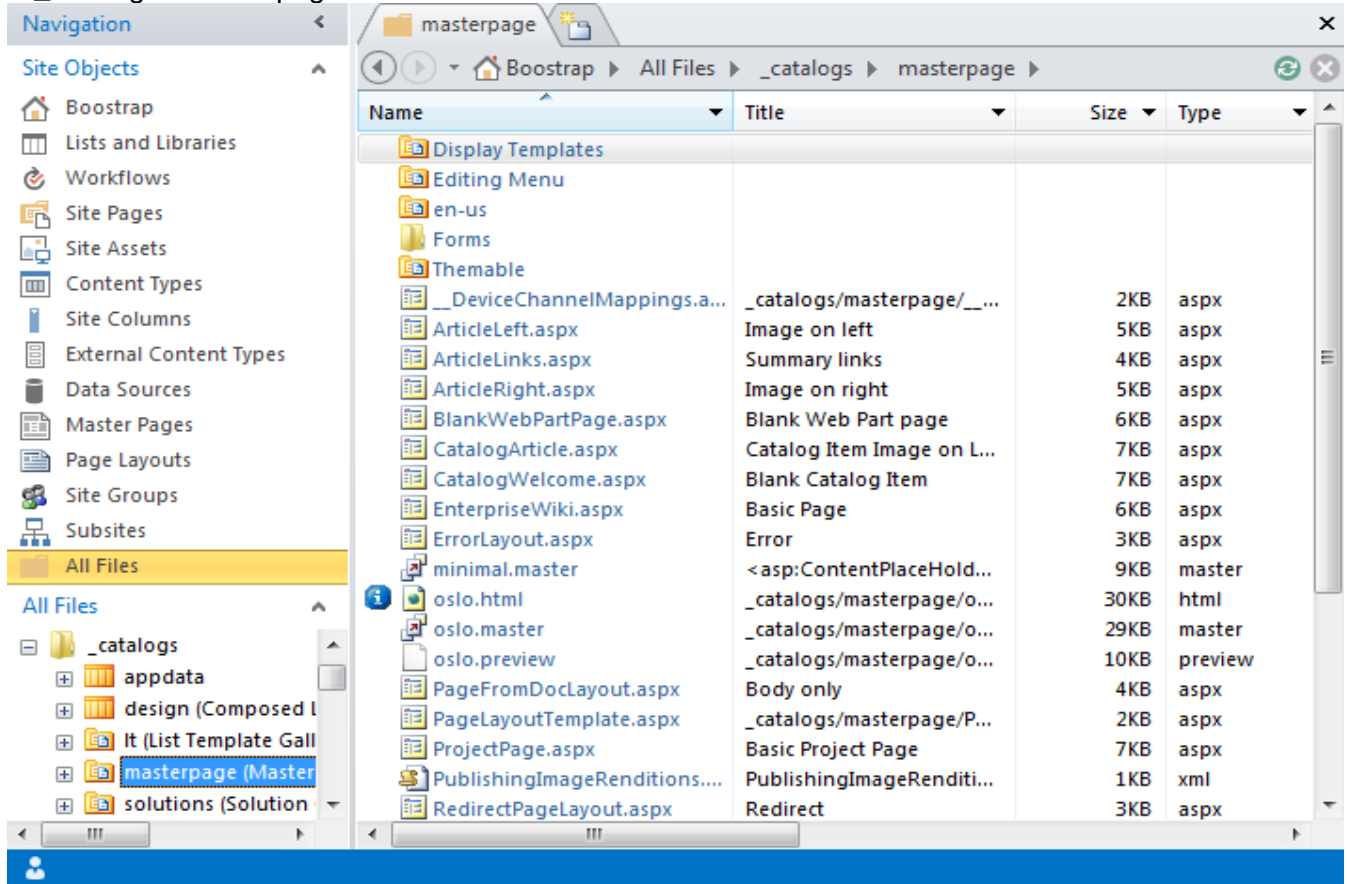 Navigation
Site Objects
Boostrap
Lists and Libraries
Workflows
Site Pages
Site Assets
Content Types
Site Columns
External Content Types
Data Sources
Master Pages
Page Layouts
Site Groups
Subsites
All Files
All Files
_catalogs
appdata
design (Composed L
lt (List Template Gall
masterpage (Master
solutions (Solution
masterpage
Boostrap All Files _catalogs masterpage
Name Title Size Type
Display Templates
Editing Menu
en-us
Forms
Themable
__DeviceChannelMappings.a... _catalogs/masterpage/__... 2KB aspx
ArticleLeft.aspx Image on left 5KB aspx
ArticleLinks.aspx Summary links 4KB aspx
ArticleRight.aspx Image on right 5KB aspx
BlankWebPartPage.aspx Blank Web Part page 6KB aspx
CatalogArticle.aspx Catalog Item Image on L... 7KB aspx
CatalogWelcome.aspx Blank Catalog Item 7KB aspx
EnterpriseWiki.aspx Basic Page 6KB aspx
ErrorLayout.aspx Error 3KB aspx
minimal.master <asp:ContentPlaceHold... 9KB master
oslo.html _catalogs/masterpage/o... 30KB html
oslo.master _catalogs/masterpage/o... 29KB master
oslo.preview _catalogs/masterpage/o... 10KB preview
PageFromDocLayout.aspx Body only 4KB aspx
PageLayoutTemplate.aspx _catalogs/masterpage/P... 2KB aspx
ProjectPage.aspx Basic Project Page 7KB aspx
PublishingImageRenditions.... PublishingImageRenditi... 1KB xml
RedirectPageLayout.aspx Redirect 3KB aspx